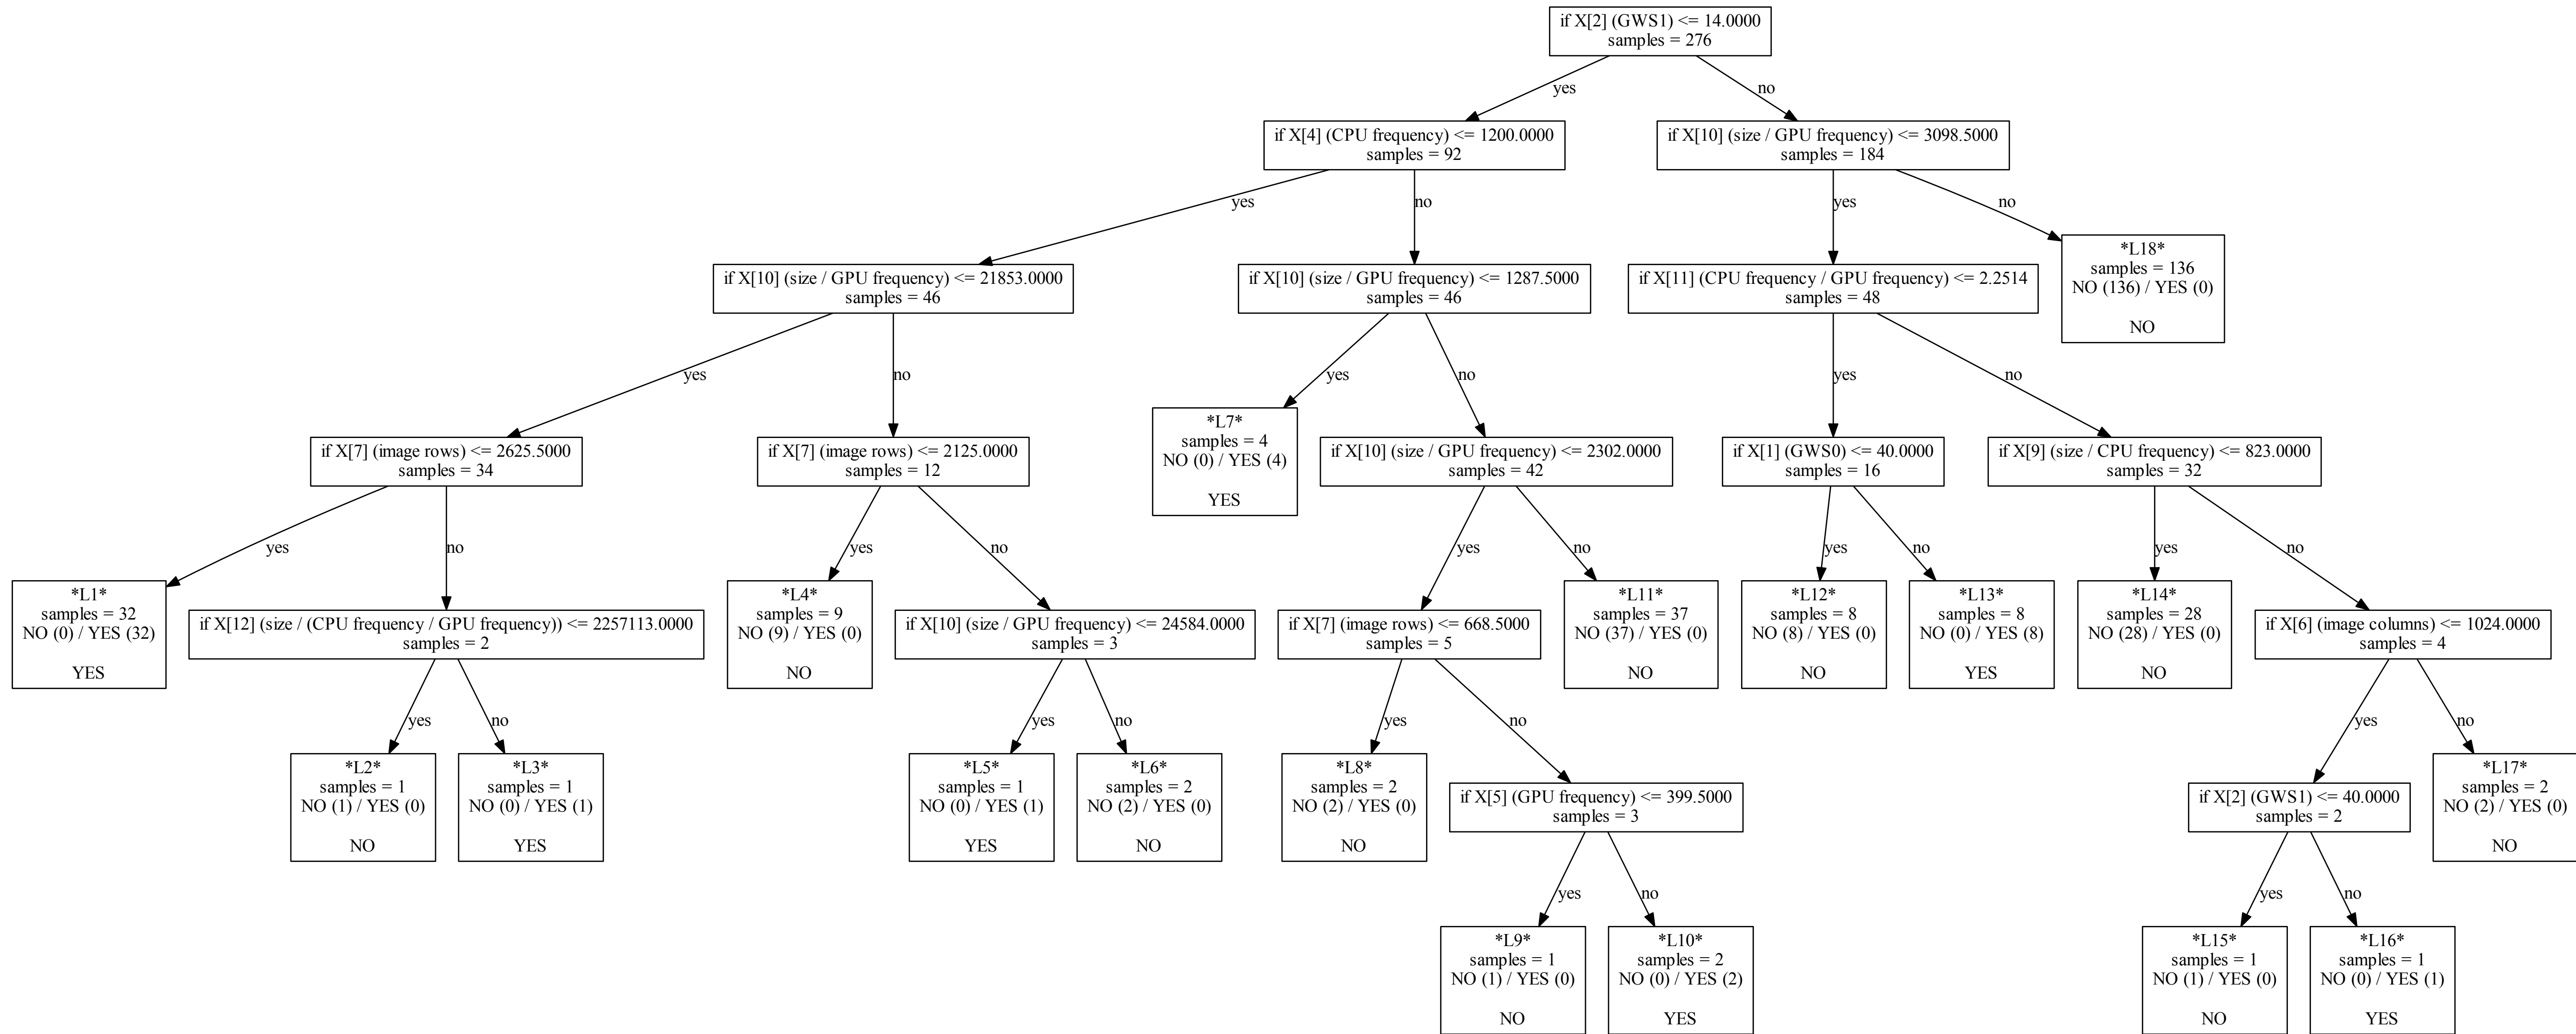 if X[2] (GWS1) <= 14.0000
samples = 276
yes
no
if X[4] (CPU frequency) <= 1200.0000
samples = 92
if X[10] (size / GPU frequency) <= 3098.5000
samples = 184
yes
no
yes
no
if X[10] (size / GPU frequency) <= 21853.0000
samples = 46
if X[10] (size / GPU frequency) <= 1287.5000
samples = 46
if X[11] (CPU frequency / GPU frequency) <= 2.2514
samples = 48
*L18*
samples = 136
NO (136) / YES (0)
NO
yes
no
yes
no
yes
no
if X[7] (image rows) <= 2625.5000
samples = 34
if X[7] (image rows) <= 2125.0000
samples = 12
*L7*
samples = 4
NO (0) / YES (4)
YES
if X[10] (size / GPU frequency) <= 2302.0000
samples = 42
if X[1] (GWS0) <= 40.0000
samples = 16
if X[9] (size / CPU frequency) <= 823.0000
samples = 32
yes
no
yes
no
yes
no
yes
no
yes
no
*L1*
samples = 32
NO (0) / YES (32)
YES
if X[12] (size / (CPU frequency / GPU frequency)) <= 2257113.0000
samples = 2
*L4*
samples = 9
NO (9) / YES (0)
NO
if X[10] (size / GPU frequency) <= 24584.0000
samples = 3
if X[7] (image rows) <= 668.5000
samples = 5
*L11*
samples = 37
NO (37) / YES (0)
NO
*L12*
samples = 8
NO (8) / YES (0)
NO
*L13*
samples = 8
NO (0) / YES (8)
YES
*L14*
samples = 28
NO (28) / YES (0)
NO
if X[6] (image columns) <= 1024.0000
samples = 4
yes
no
yes
no
yes
no
yes
no
*L2*
samples = 1
NO (1) / YES (0)
NO
*L3*
samples = 1
NO (0) / YES (1)
YES
*L5*
samples = 1
NO (0) / YES (1)
YES
*L6*
samples = 2
NO (2) / YES (0)
NO
*L8*
samples = 2
NO (2) / YES (0)
NO
if X[5] (GPU frequency) <= 399.5000
samples = 3
if X[2] (GWS1) <= 40.0000
samples = 2
*L17*
samples = 2
NO (2) / YES (0)
NO
yes
no
yes
no
*L9*
samples = 1
NO (1) / YES (0)
NO
*L10*
samples = 2
NO (0) / YES (2)
YES
*L15*
samples = 1
NO (1) / YES (0)
NO
*L16*
samples = 1
NO (0) / YES (1)
YES